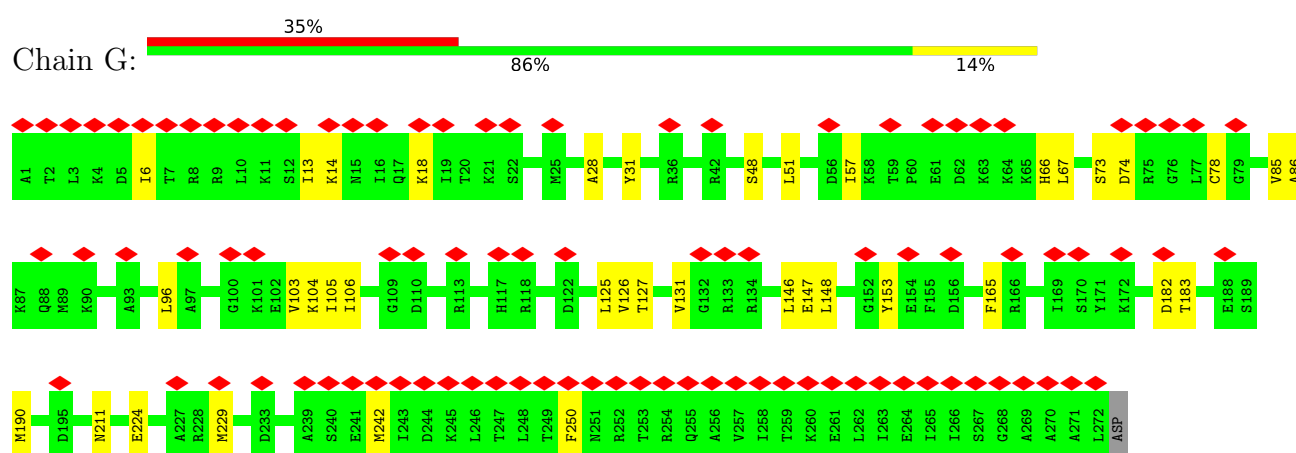 35%
Chain G:
86% 14%
A1 T2 L3 K4 D5 I6 T7 R8 R9 L10 K11 S12 I13 K14 N15 I16 Q17 K18 I19 T20 K21 S22 M25 A28 Y31 R36 R42 S48 L51 D56 I57 K58 T59 P60 E61 D62 K63 K64 K65 H66 L67 S73 D74 R75 G76 L77 C78 G79 V85 A86
K87 Q88 M89 K90 A93 L96 A97 G100 K101 E102 V103 K104 I105 I106 G109 D110 R113 H117 R118 D122 L125 V126 T127 V131 G132 R133 R134 L146 E147 L148 G152 Y153 E154 F155 D156 F165 R166 I169 S170 Y171 K172 D182 T183 E188 S189
M190 D195 N211 E224 A227 R228 M229 D233 A239 S240 E241 M242 I243 D244 K245 L246 T247 L248 T249 F250 N251 R252 T253 R254 Q255 A256 V257 I258 T259 K260 E261 L262 I263 E264 I265 I266 S267 G268 A269 A270 A271 L272 ASP